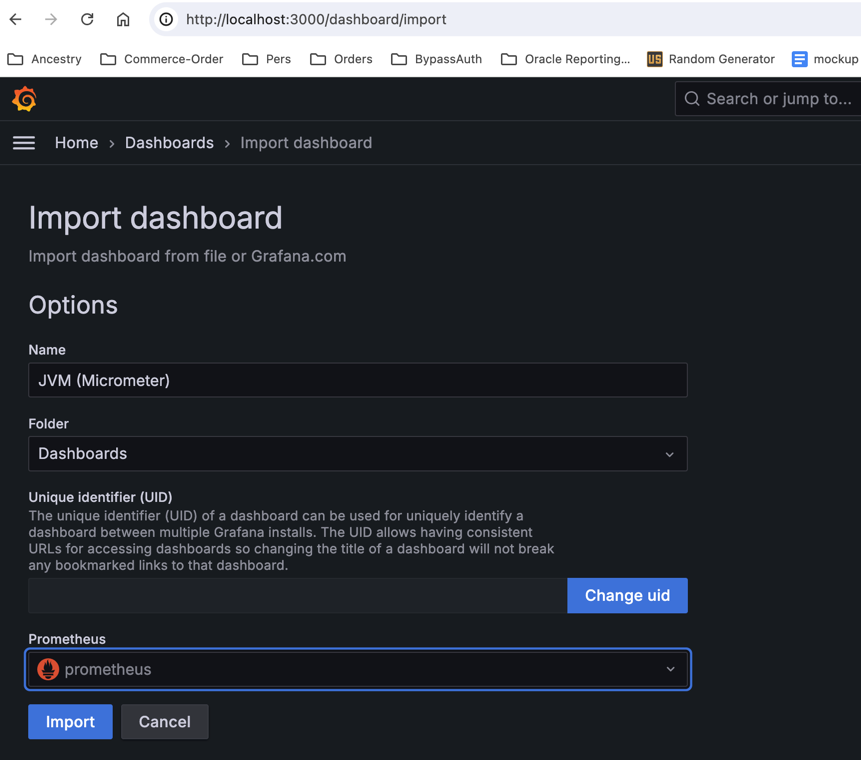 http://localhost:3000/dashboard/import
Ancestry Commerce-Order Pers Orders BypassAuth Oracle Reporting... US Random Generator mockup
Search or jump to...
Home › Dashboards › Import dashboard
Import dashboard
Import dashboard from file or Grafana.com
Options
Name
JVM (Micrometer)
Folder
Dashboards
Unique identifier (UID)
The unique identifier (UID) of a dashboard can be used for uniquely identify a
dashboard between multiple Grafana installs. The UID allows having consistent
URLs for accessing dashboards so changing the title of a dashboard will not break
any bookmarked links to that dashboard.
Change uid
Prometheus
prometheus
Import Cancel